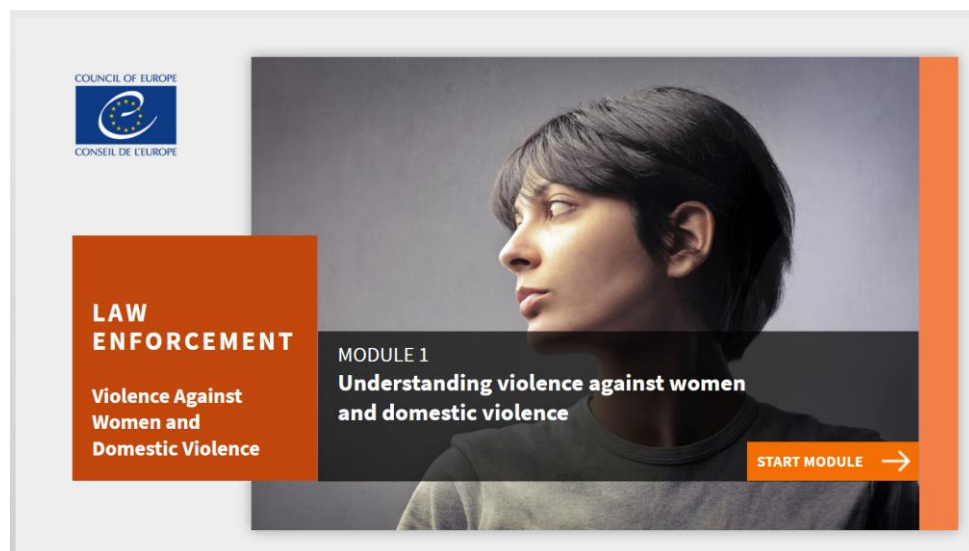 COUNCIL OF EUROPE
CONSEIL DE L'EUROPE
LAW
ENFORCEMENT
Violence Against
Women and
Domestic Violence
MODULE 1
Understanding violence against women
and domestic violence
START MODULE